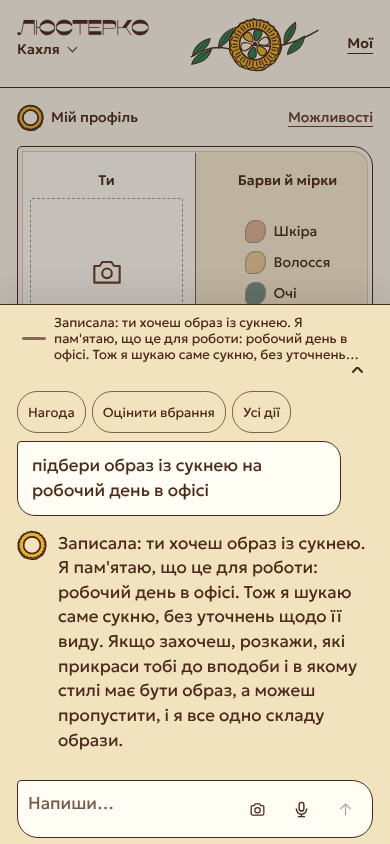 ЛЮСТЕРКО
Кахля
Мої
Мій профіль
Можливості
Ти
Барви й мірки
Шкіра
Волосся
Очі
Записала: ти хочеш образ із сукнею. Я
пам'ятаю, що це для роботи: робочий день в
офісі. Тож я шукаю саме сукню, без уточнень…
Нагода
Оцінити вбрання
Усі дії
підбери образ із сукнею на
робочий день в офісі
Записала: ти хочеш образ із сукнею.
Я пам'ятаю, що це для роботи:
робочий день в офісі. Тож я шукаю
саме сукню, без уточнень щодо її
виду. Якщо захочеш, розкажи, які
прикраси тобі до вподоби і в якому
стилі має бути образ, а можеш
пропустити, і я все одно складу
образи.
Напиши…